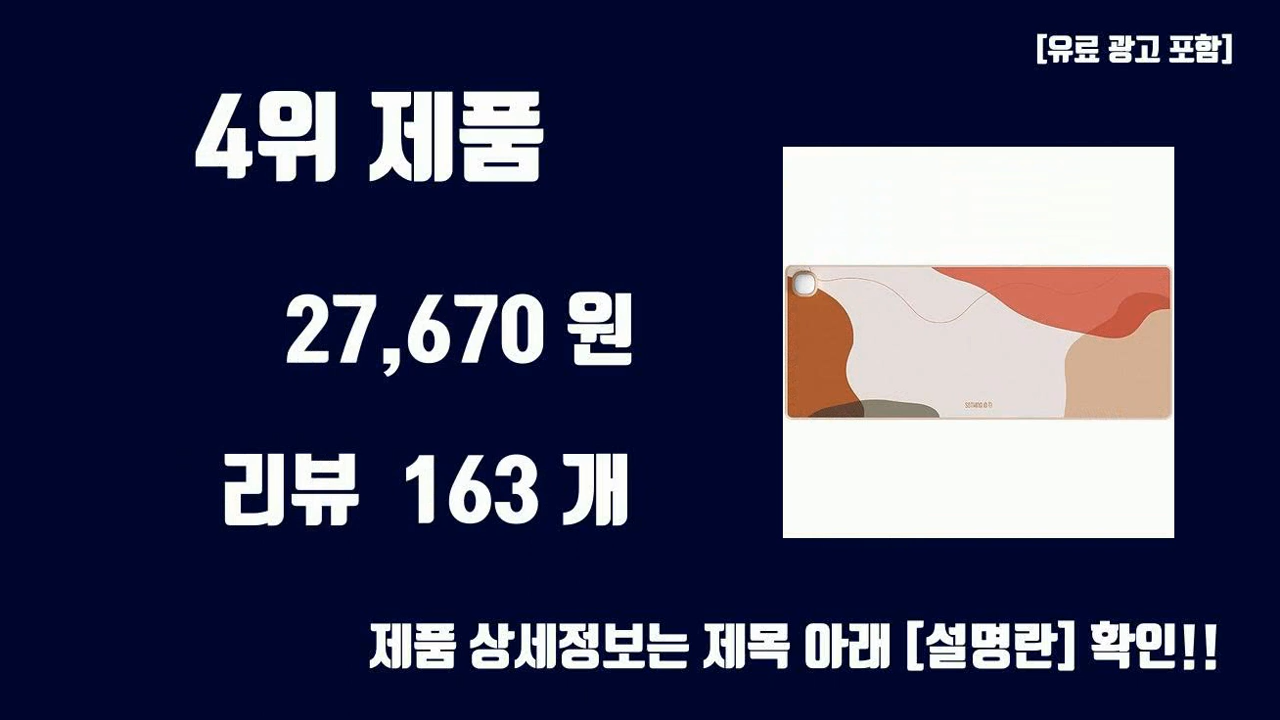 [유료 광고 포함]
4위 제품
27,670 원
리뷰 163 개
제품 상세정보는 제목 아래 [설명란] 확인!!